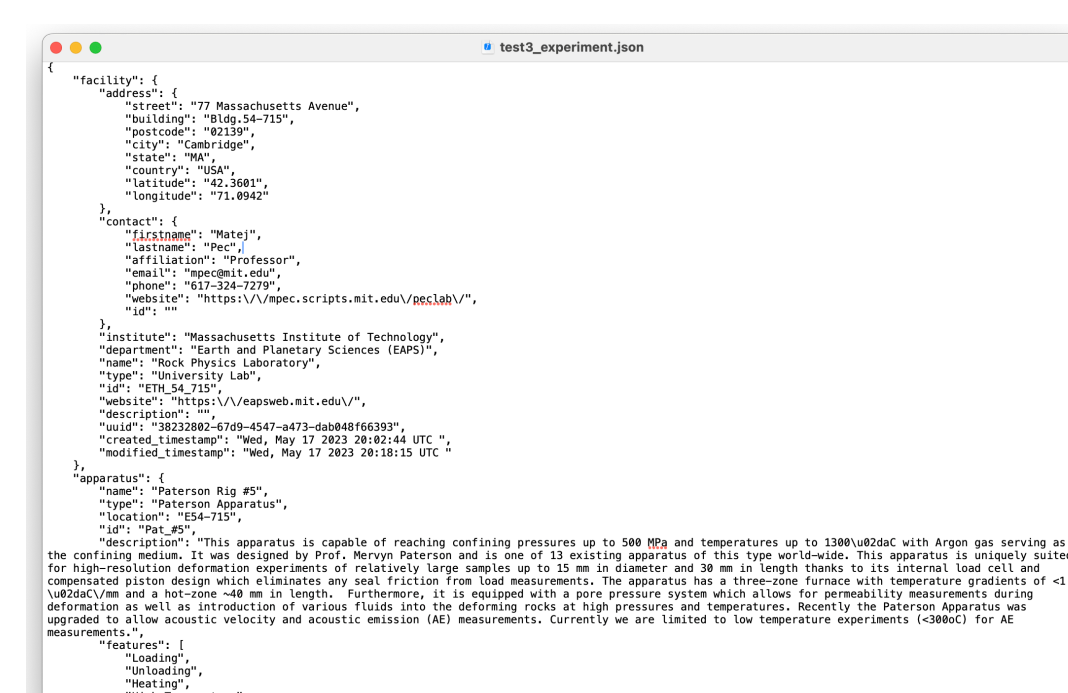 test3_experiment.json
{
    "facility": {
        "address": {
            "street": "77 Massachusetts Avenue",
            "building": "Bldg.54-715",
            "postcode": "02139",
            "city": "Cambridge",
            "state": "MA",
            "country": "USA",
            "latitude": "42.3601",
            "longitude": "71.0942"
        },
        "contact": {
            "firstname": "Matej",
            "lastname": "Pec",
            "affiliation": "Professor",
            "email": "mpec@mit.edu",
            "phone": "617-324-7279",
            "website": "https:\/\/mpec.scripts.mit.edu\/peclab\/",
            "id": ""
        },
        "institute": "Massachusetts Institute of Technology",
        "department": "Earth and Planetary Sciences (EAPS)",
        "name": "Rock Physics Laboratory",
        "type": "University Lab",
        "id": "ETH_54_715",
        "website": "https:\/\/eapsweb.mit.edu\/",
        "description": "",
        "uuid": "38232802-67d9-4547-a473-dab048f66393",
        "created_timestamp": "Wed, May 17 2023 20:02:44 UTC ",
        "modified_timestamp": "Wed, May 17 2023 20:18:15 UTC "
    },
    "apparatus": {
        "name": "Paterson Rig #5",
        "type": "Paterson Apparatus",
        "location": "E54-715",
        "id": "Pat_#5",
        "description": "This apparatus is capable of reaching confining pressures up to 500 MPa and temperatures up to 1300\u02daC with Argon gas serving as
the confining medium. It was designed by Prof. Mervyn Paterson and is one of 13 existing apparatus of this type world-wide. This apparatus is uniquely suited
for high-resolution deformation experiments of relatively large samples up to 15 mm in diameter and 30 mm in length thanks to its internal load cell and
compensated piston design which eliminates any seal friction from load measurements. The apparatus has a three-zone furnace with temperature gradients of <1
\u02daC\/mm and a hot-zone ~40 mm in length.  Furthermore, it is equipped with a pore pressure system which allows for permeability measurements during
deformation as well as introduction of various fluids into the deforming rocks at high pressures and temperatures. Recently the Paterson Apparatus was
upgraded to allow acoustic velocity and acoustic emission (AE) measurements. Currently we are limited to low temperature experiments (<300oC) for AE
measurements.",
        "features": [
            "Loading",
            "Unloading",
            "Heating",